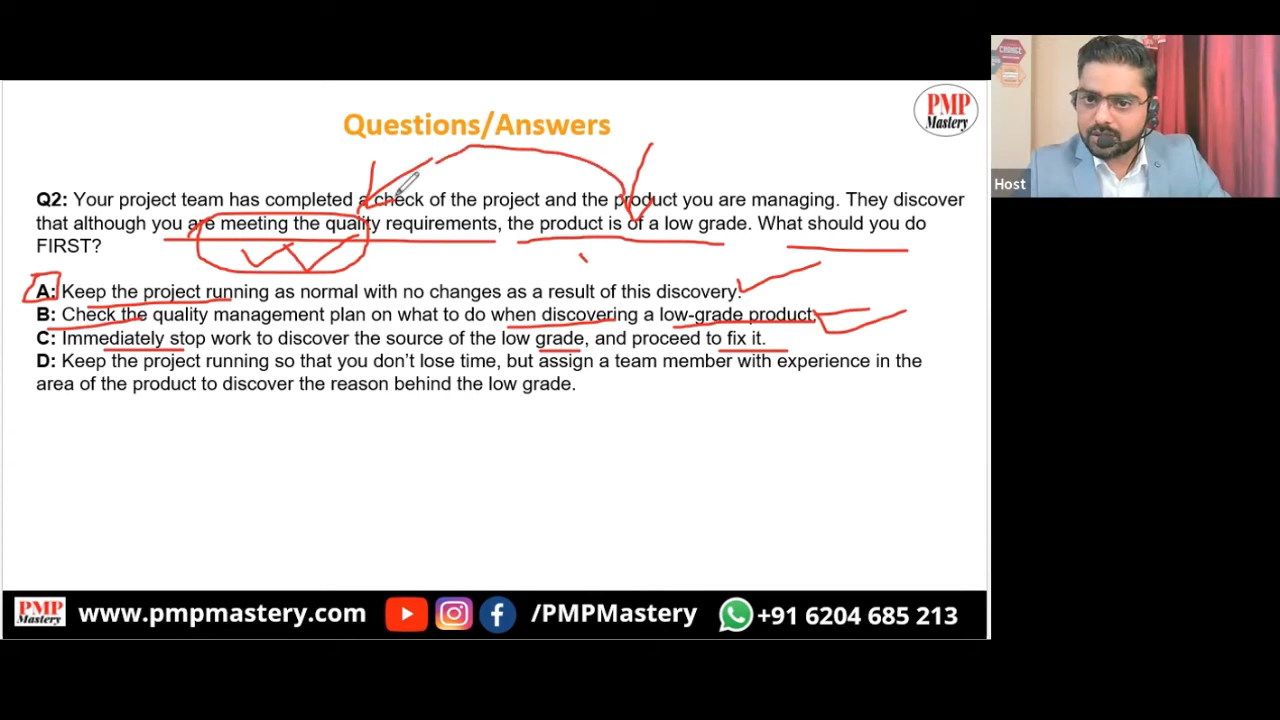 Questions/Answers
PMP
Mastery
Q2: Your project team has completed a check of the project and the product you are managing. They discover
that although you are meeting the quality requirements, the product is of a low grade. What should you do
FIRST?
A: Keep the project running as normal with no changes as a result of this discovery.
B: Check the quality management plan on what to do when discovering a low-grade product.
C: Immediately stop work to discover the source of the low grade, and proceed to fix it.
D: Keep the project running so that you don't lose time, but assign a team member with experience in the
area of the product to discover the reason behind the low grade.
Host
CHANGE
PMP
Mastery
www.pmpmastery.com
/PMPMastery
+91 6204 685 213